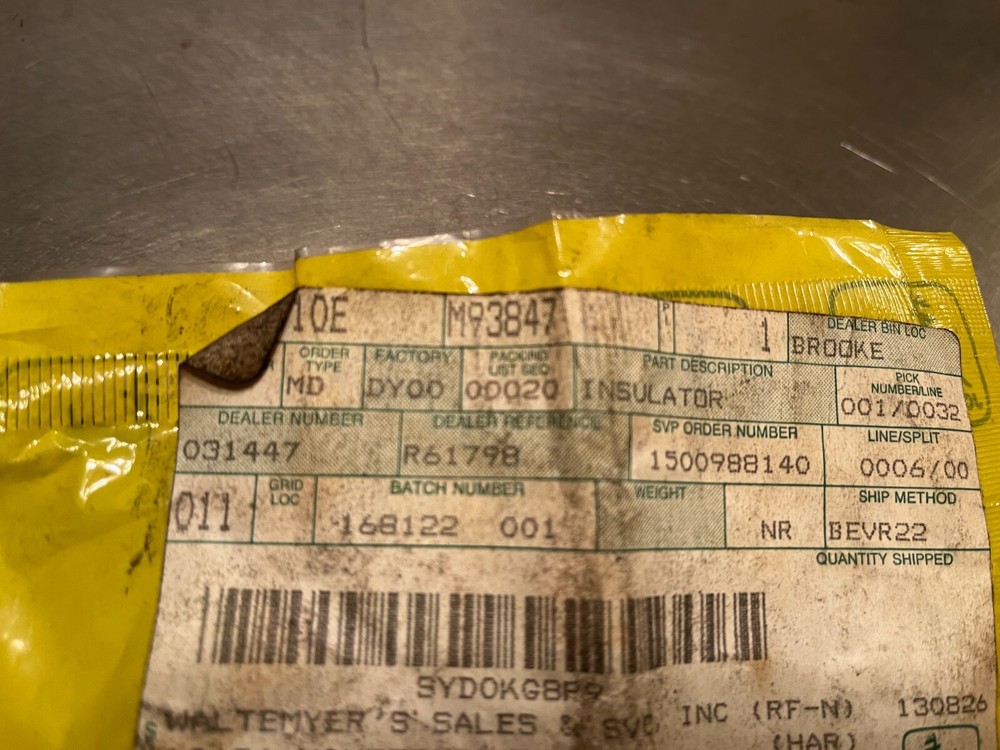 10E M93847 1 DEALER BIN LOC
BROOKE
ORDER TYPE FACTORY PACKING LIST SEQ PART DESCRIPTION PICK NUMBER/LINE
MD DY00 00020 INSULATOR 001/0032
DEALER NUMBER DEALER REFERENCE SVP ORDER NUMBER LINE/SPLIT
031447 R61798 1500988140 0006/00
GRID LOC BATCH NUMBER WEIGHT SHIP METHOD
011 168122 001 NR BEVR22
QUANTITY SHIPPED
SYDOKG8P9
WALTEMYER'S SALES & SVC INC (RF-N) 130826
(HAR)